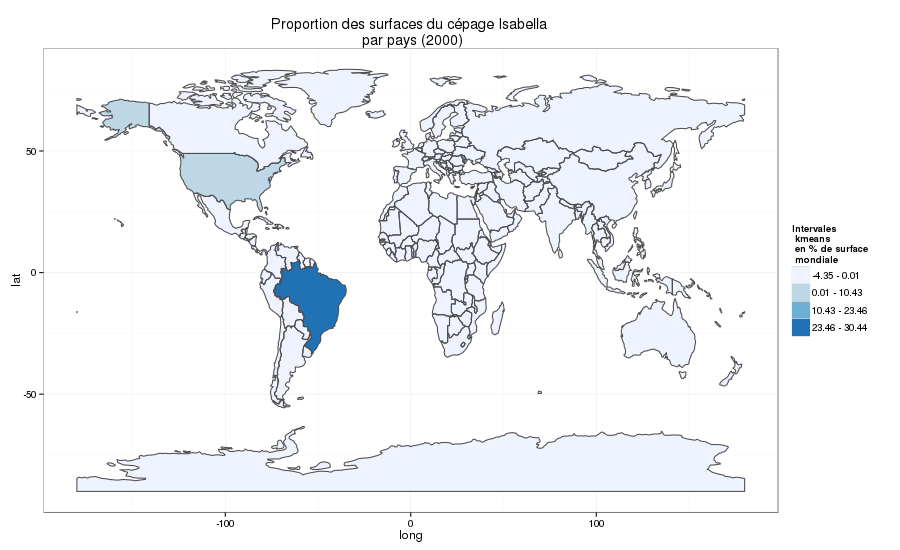 Proportion des surfaces du cépage Isabella
par pays (2000)
50
0
-50
lat
-100
0
100
long
Intervales
kmeans
en % de surface
mondiale
-4.35 - 0.01
0.01 - 10.43
10.43 - 23.46
23.46 - 30.44